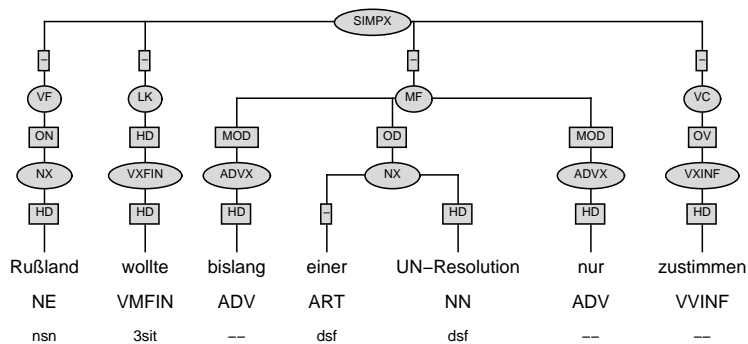 SIMPX
– – – –
VF LK MF VC
ON HD MOD OD MOD OV
NX VXFIN ADVX NX ADVX VXINF
HD HD HD – HD HD HD
Rußland wollte bislang einer UN−Resolution nur zustimmen
NE VMFIN ADV ART NN ADV VVINF
nsn 3sit −− dsf dsf −− −−